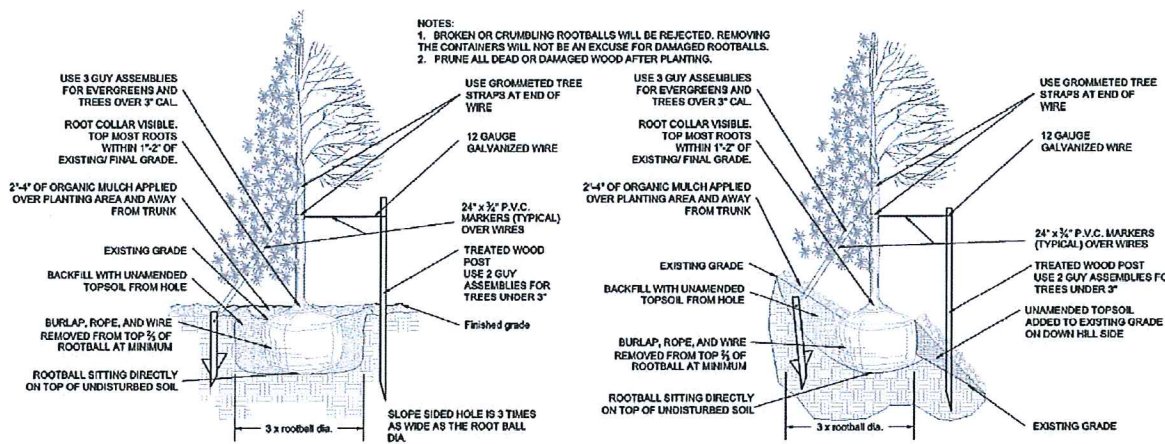 NOTES:
1. BROKEN OR CRUMBLING ROOTBALLS WILL BE REJECTED. REMOVING
THE CONTAINERS WILL NOT BE AN EXCUSE FOR DAMAGED ROOTBALLS.
2. PRUNE ALL DEAD OR DAMAGED WOOD AFTER PLANTING.
USE 3 GUY ASSEMBLIES
FOR EVERGREENS AND
TREES OVER 3" CAL.
ROOT COLLAR VISIBLE.
TOP MOST ROOTS
WITHIN 1"-2" OF
EXISTING/ FINAL GRADE.
2"-4" OF ORGANIC MULCH APPLIED
OVER PLANTING AREA AND AWAY
FROM TRUNK
EXISTING GRADE
BACKFILL WITH UNAMENDED
TOPSOIL FROM HOLE
BURLAP, ROPE, AND WIRE
REMOVED FROM TOP ⅔ OF
ROOTBALL AT MINIMUM
ROOTBALL SITTING DIRECTLY
ON TOP OF UNDISTURBED SOIL
3 x rootball dia.
USE GROMMETED TREE
STRAPS AT END OF
WIRE
12 GAUGE
GALVANIZED WIRE
24" x ¾" P.V.C.
MARKERS (TYPICAL)
OVER WIRES
TREATED WOOD
POST
USE 2 GUY
ASSEMBLIES FOR
TREES UNDER 3"
Finished grade
SLOPE SIDED HOLE IS 3 TIMES
AS WIDE AS THE ROOT BALL
DIA.
USE 3 GUY ASSEMBLIES
FOR EVERGREENS AND
TREES OVER 3" CAL.
ROOT COLLAR VISIBLE.
TOP MOST ROOTS
WITHIN 1"-2" OF
EXISTING/ FINAL GRADE.
2'-4" OF ORGANIC MULCH APPLIED
OVER PLANTING AREA AND AWAY
FROM TRUNK
EXISTING GRADE
BACKFILL WITH UNAMENDED
TOPSOIL FROM HOLE
BURLAP, ROPE, AND WIRE
REMOVED FROM TOP ⅔ OF
ROOTBALL AT MINIMUM
ROOTBALL SITTING DIRECTLY
ON TOP OF UNDISTURBED SOIL
3 x rootball dia.
USE GROMMETED TREE
STRAPS AT END OF
WIRE
12 GAUGE
GALVANIZED WIRE
24" x ¾" P.V.C. MARKERS
(TYPICAL) OVER WIRES
TREATED WOOD POST
USE 2 GUY ASSEMBLIES FO
TREES UNDER 3"
UNAMENDED TOPSOIL
ADDED TO EXISTING GRADE
ON DOWN HILL SIDE
EXISTING GRADE